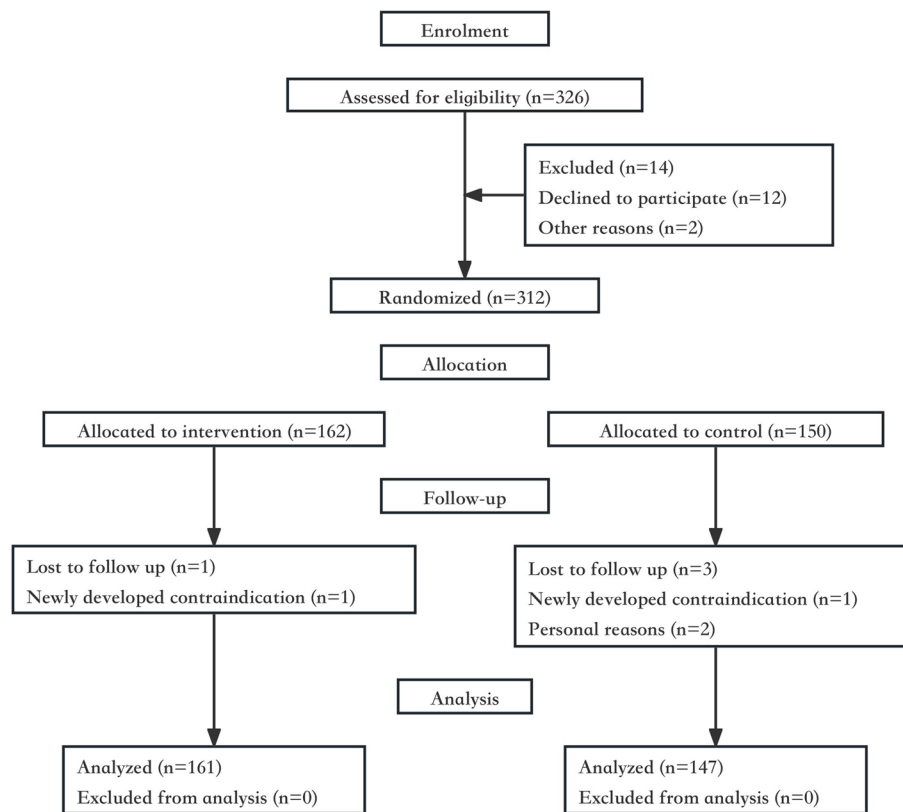 Enrolment
Assessed for eligibility (n=326)
Excluded (n=14)
Declined to participate (n=12)
Other reasons (n=2)
Randomized (n=312)
Allocation
Allocated to intervention (n=162)
Allocated to control (n=150)
Follow-up
Lost to follow up (n=1)
Newly developed contraindication (n=1)
Lost to follow up (n=3)
Newly developed contraindication (n=1)
Personal reasons (n=2)
Analysis
Analyzed (n=161)
Excluded from analysis (n=0)
Analyzed (n=147)
Excluded from analysis (n=0)